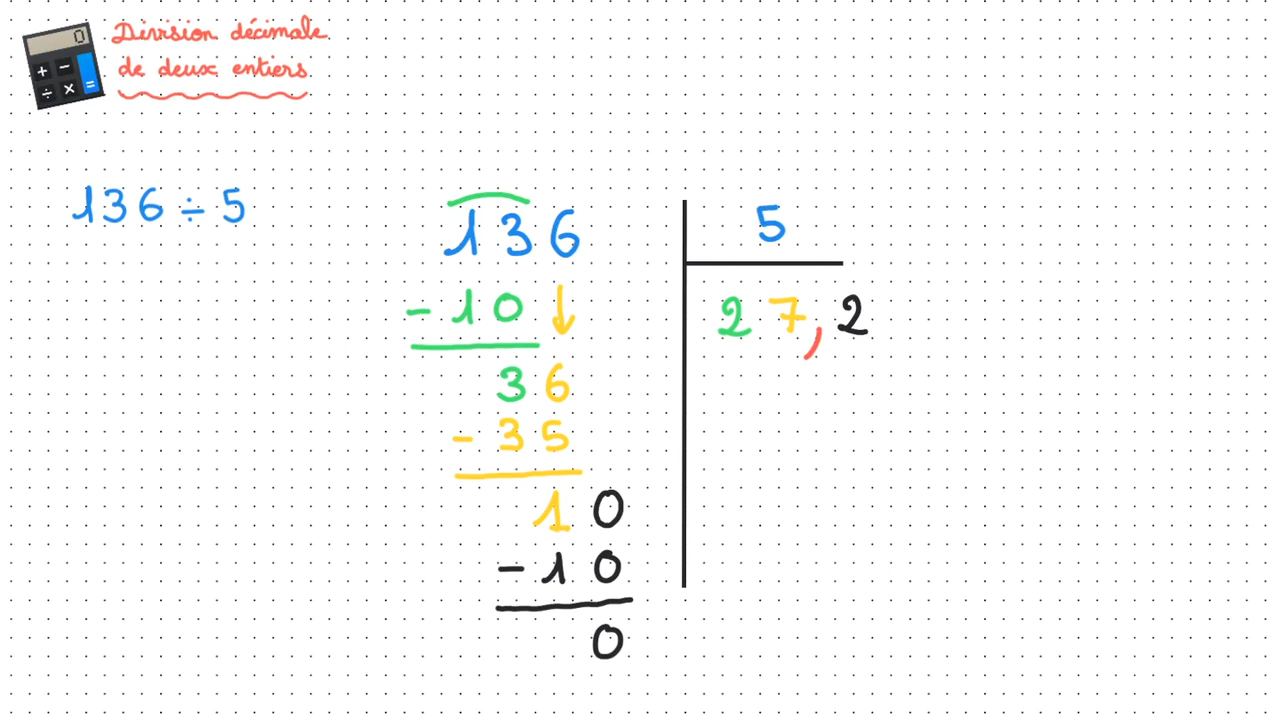 0
+ -
÷ × =
Division décimale
de deux entiers
136 ÷ 5
136
5
- 10 ↓
27,2
36
- 35
10
- 10
0